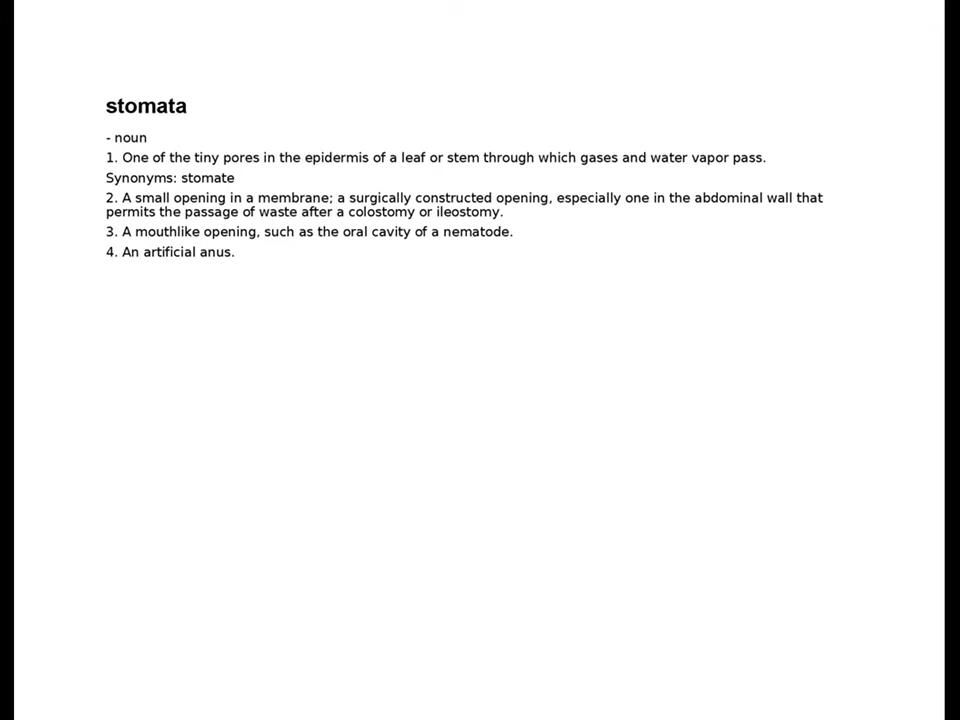 stomata
- noun
1. One of the tiny pores in the epidermis of a leaf or stem through which gases and water vapor pass.
Synonyms: stomate
2. A small opening in a membrane; a surgically constructed opening, especially one in the abdominal wall that
permits the passage of waste after a colostomy or ileostomy.
3. A mouthlike opening, such as the oral cavity of a nematode.
4. An artificial anus.